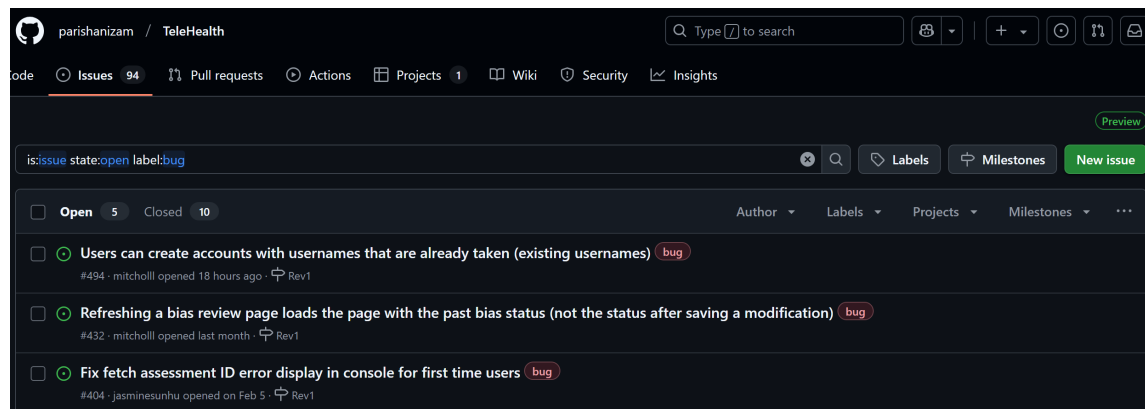 parishanizam / TeleHealth
Type / to search
ode Issues 94 Pull requests Actions Projects 1 Wiki Security Insights
Preview
is:issue state:open label:bug
Labels Milestones New issue
Open 5 Closed 10 Author Labels Projects Milestones
Users can create accounts with usernames that are already taken (existing usernames) bug
#494 · mitcholll opened 18 hours ago · Rev1
Refreshing a bias review page loads the page with the past bias status (not the status after saving a modification) bug
#432 · mitcholll opened last month · Rev1
Fix fetch assessment ID error display in console for first time users bug
#404 · jasminesunhu opened on Feb 5 · Rev1